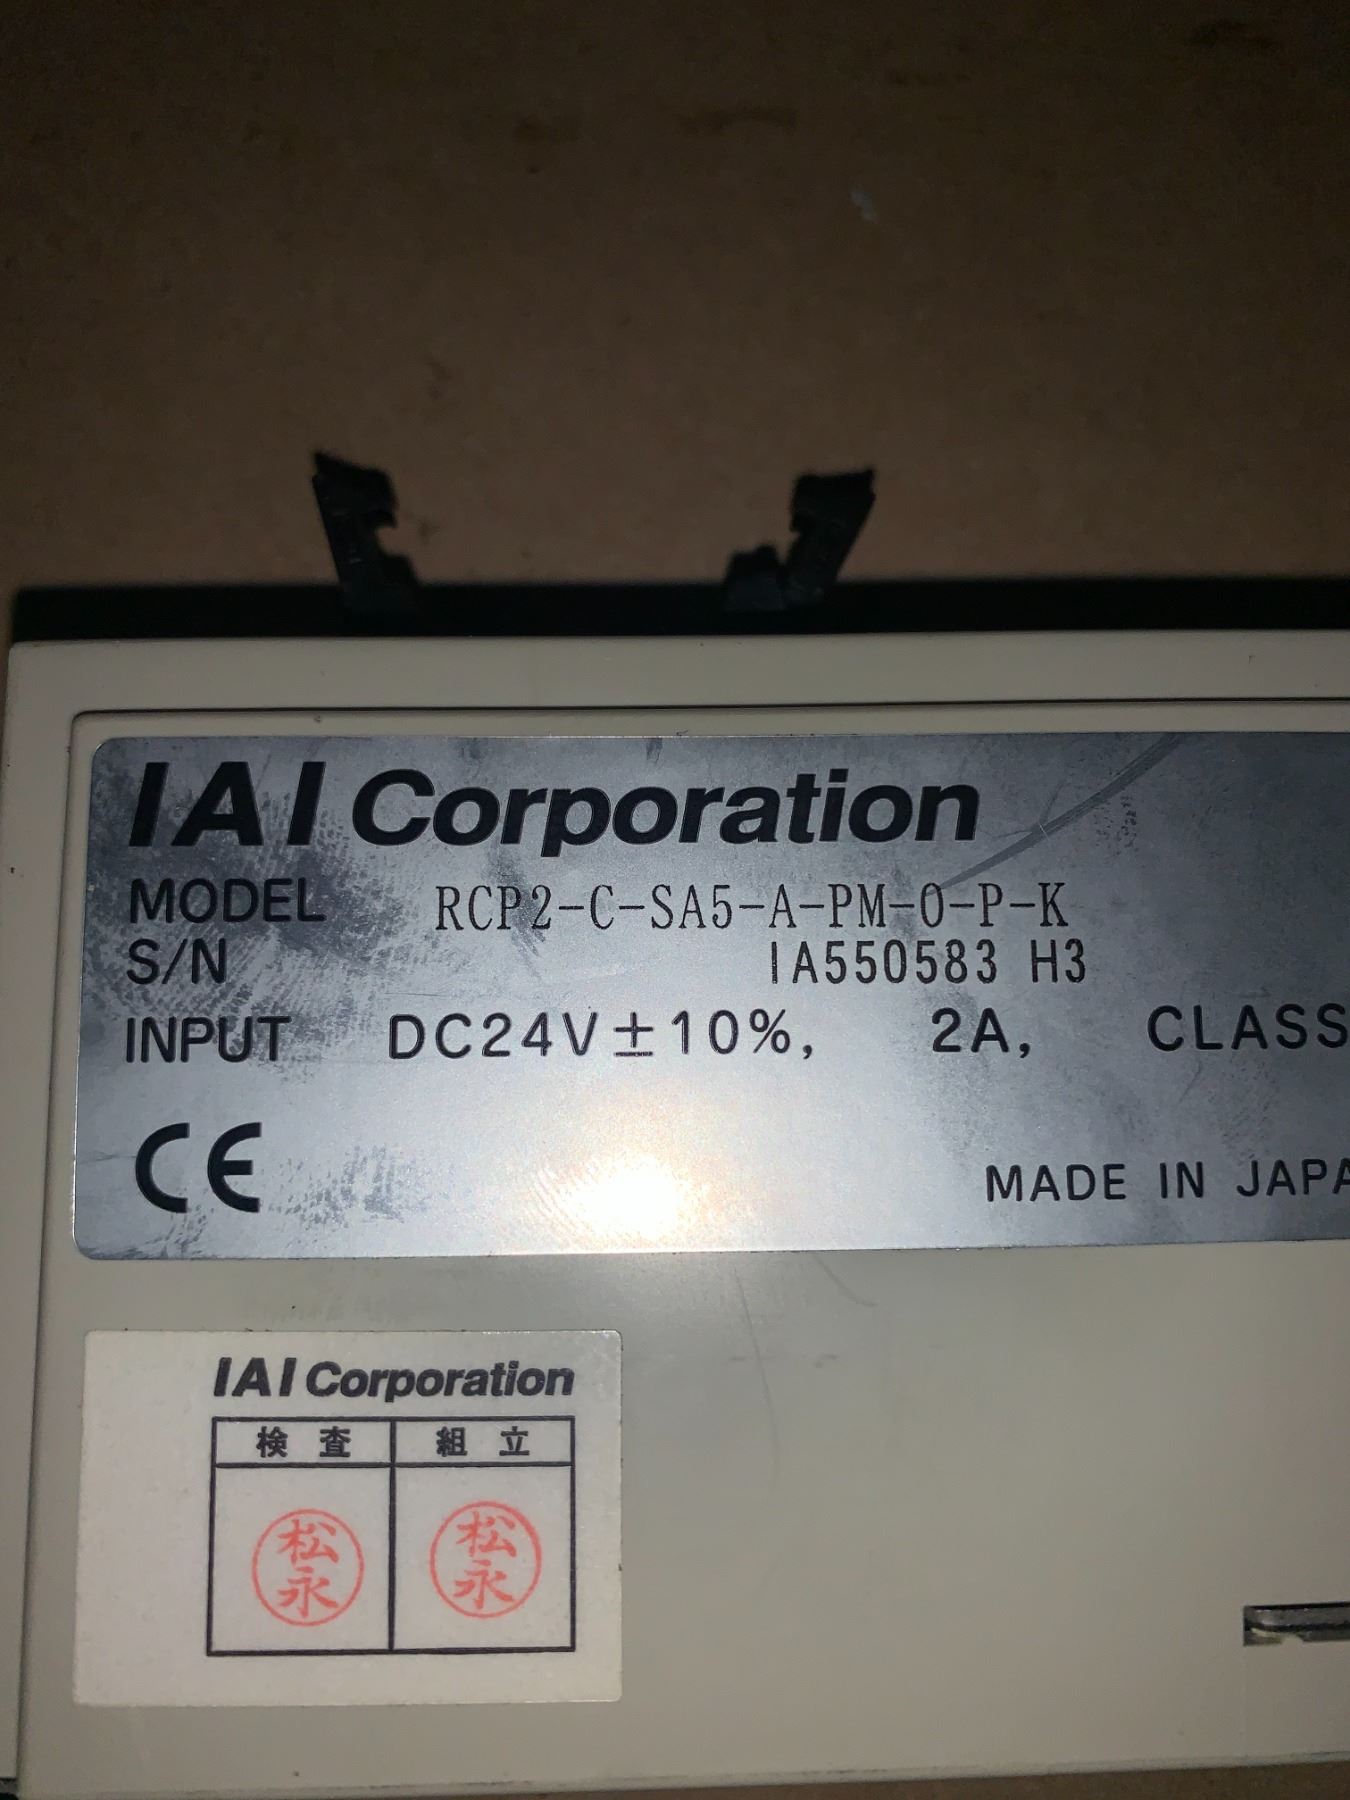 IAI Corporation
MODEL RCP2-C-SA5-A-PM-0-P-K
S/N IA550583 H3
INPUT DC24V±10%, 2A, CLASS
CE MADE IN JAPA
IAI Corporation
検査 組立
松永 松永